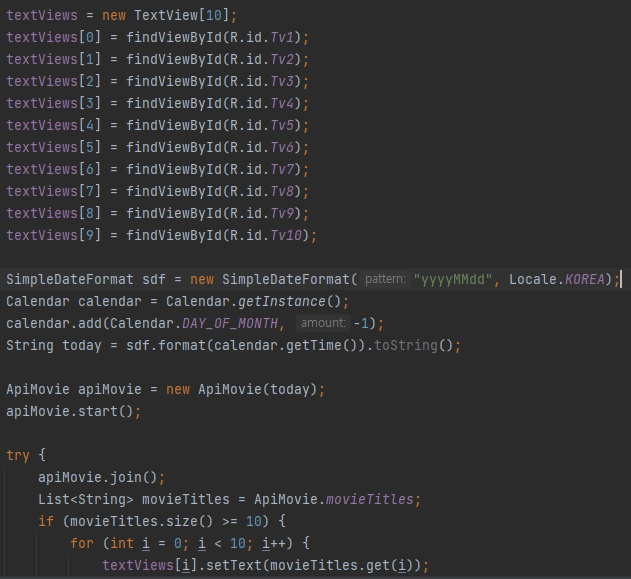 textViews = new TextView[10];
textViews[0] = findViewById(R.id.Tv1);
textViews[1] = findViewById(R.id.Tv2);
textViews[2] = findViewById(R.id.Tv3);
textViews[3] = findViewById(R.id.Tv4);
textViews[4] = findViewById(R.id.Tv5);
textViews[5] = findViewById(R.id.Tv6);
textViews[6] = findViewById(R.id.Tv7);
textViews[7] = findViewById(R.id.Tv8);
textViews[8] = findViewById(R.id.Tv9);
textViews[9] = findViewById(R.id.Tv10);
SimpleDateFormat sdf = new SimpleDateFormat( pattern: "yyyyMMdd", Locale.KOREA);
Calendar calendar = Calendar.getInstance();
calendar.add(Calendar.DAY_OF_MONTH, amount: -1);
String today = sdf.format(calendar.getTime()).toString();
ApiMovie apiMovie = new ApiMovie(today);
apiMovie.start();
try {
apiMovie.join();
List<String> movieTitles = ApiMovie.movieTitles;
if (movieTitles.size() >= 10) {
for (int i = 0; i < 10; i++) {
textViews[i].setText(movieTitles.get(i));